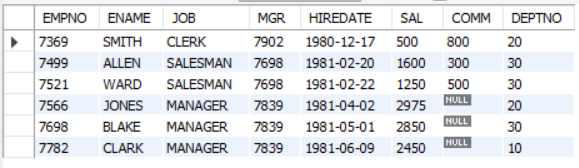 EMPNO ENAME JOB MGR HIREDATE SAL COMM DEPTNO
7369 SMITH CLERK 7902 1980-12-17 500 800 20
7499 ALLEN SALESMAN 7698 1981-02-20 1600 300 30
7521 WARD SALESMAN 7698 1981-02-22 1250 500 30
7566 JONES MANAGER 7839 1981-04-02 2975 NULL 20
7698 BLAKE MANAGER 7839 1981-05-01 2850 NULL 30
7782 CLARK MANAGER 7839 1981-06-09 2450 NULL 10